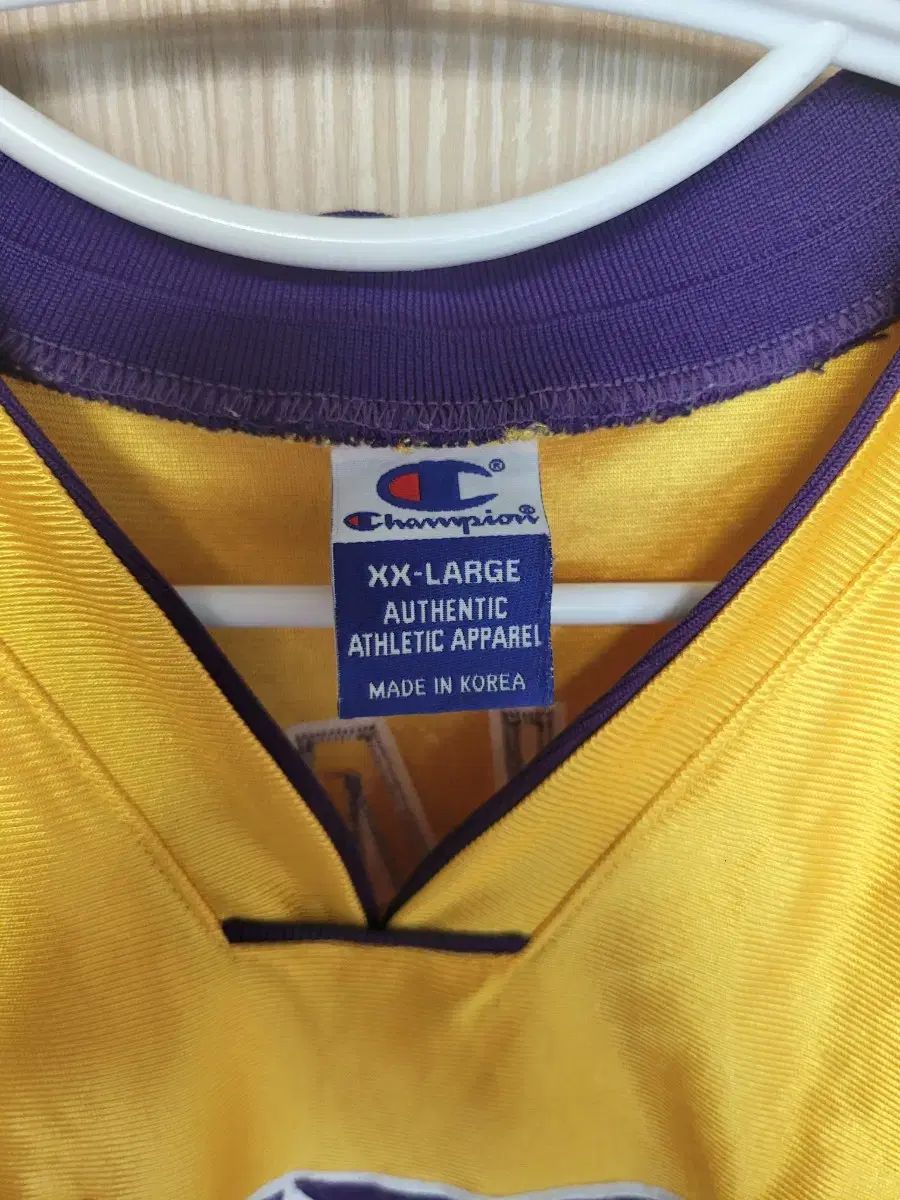 ®
Champion®
XX-LARGE
AUTHENTIC
ATHLETIC APPAREL
MADE IN KOREA